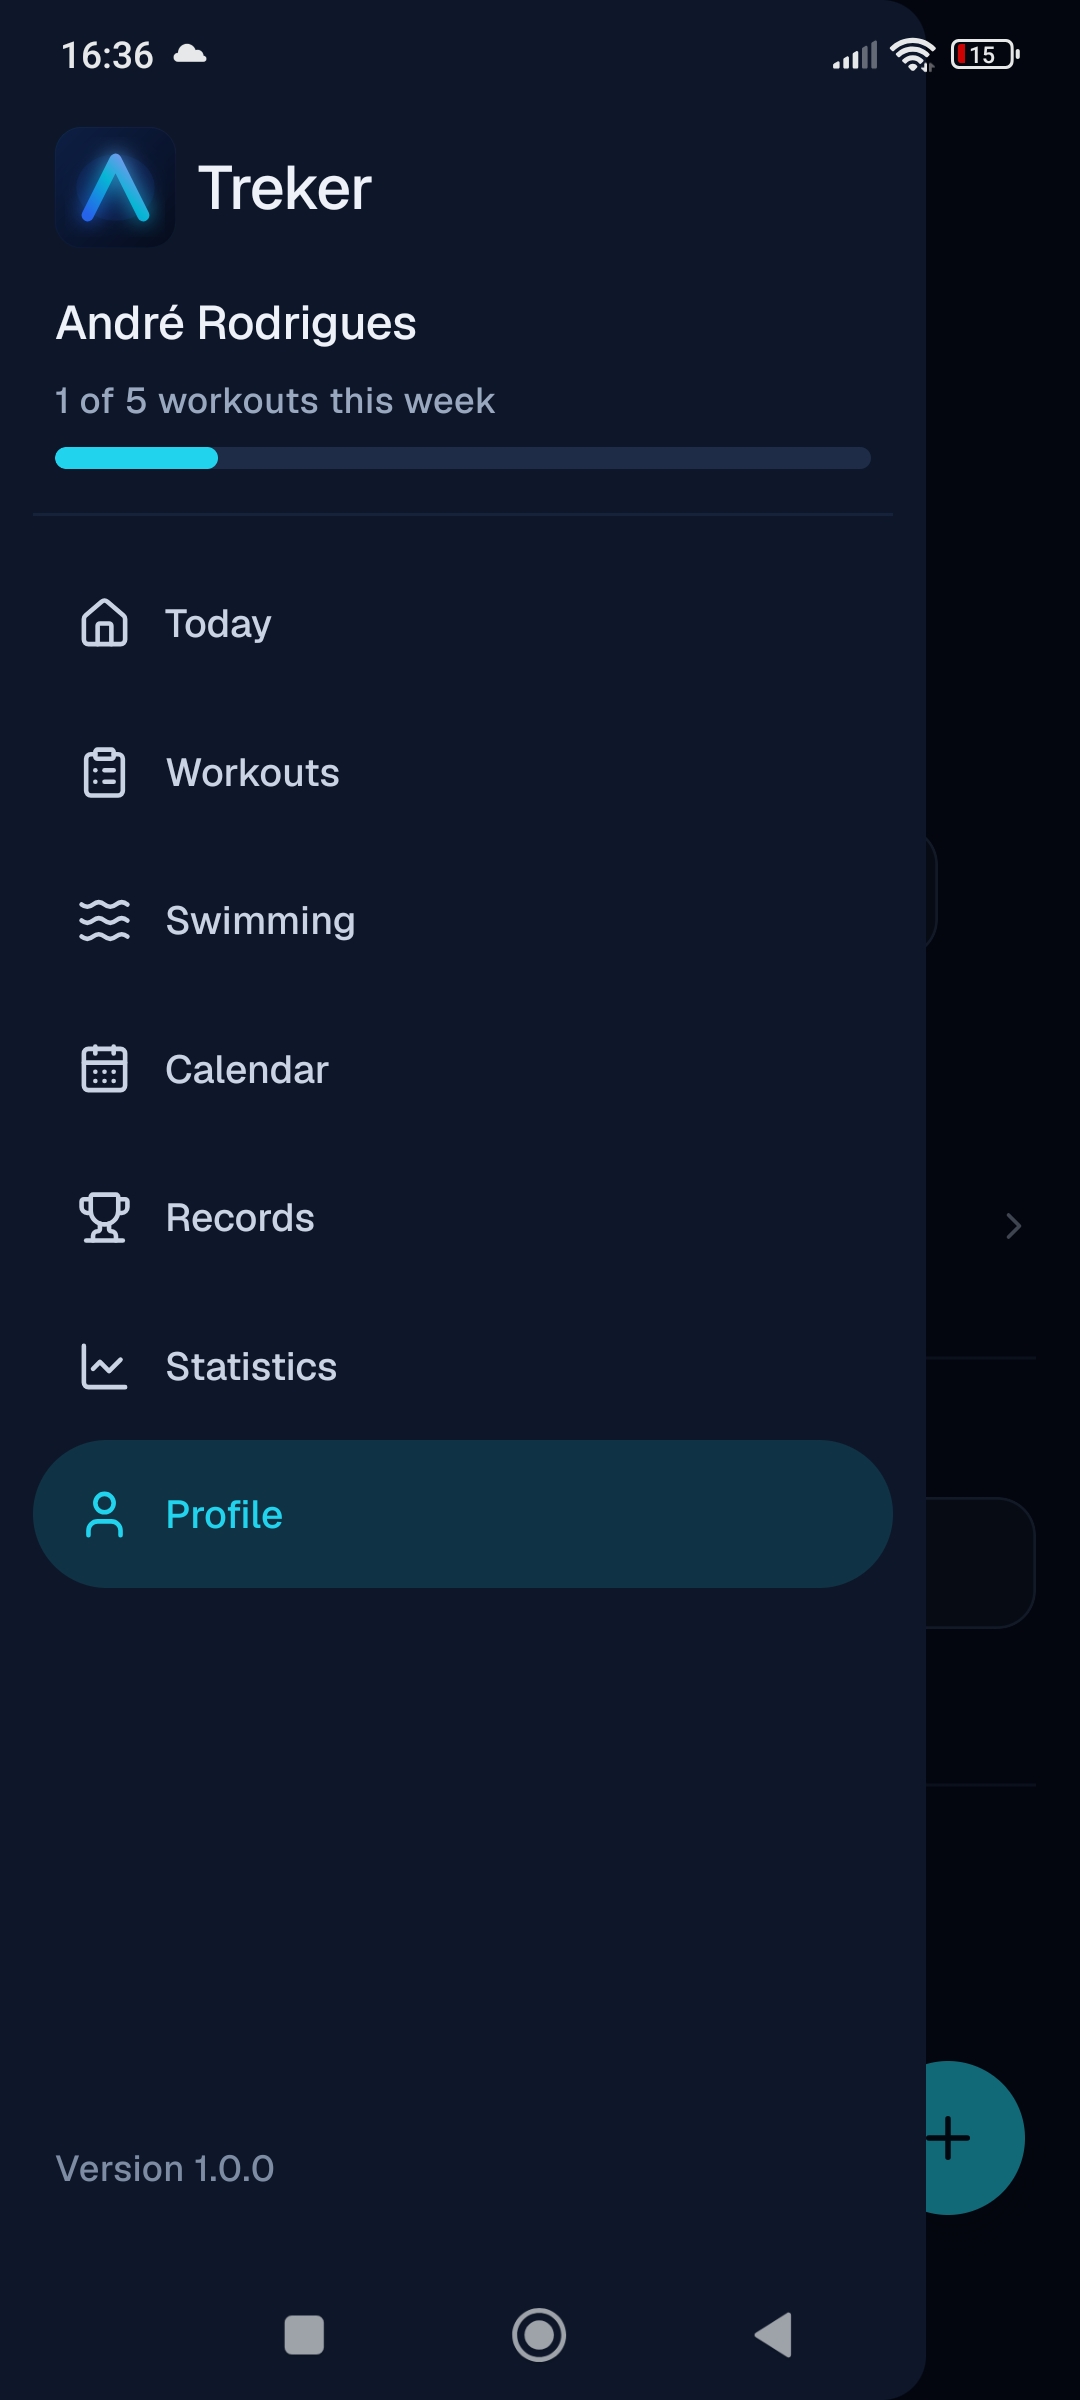 16:36
15
Treker
André Rodrigues
1 of 5 workouts this week
Today
Workouts
Swimming
Calendar
Records
Statistics
Profile
Version 1.0.0